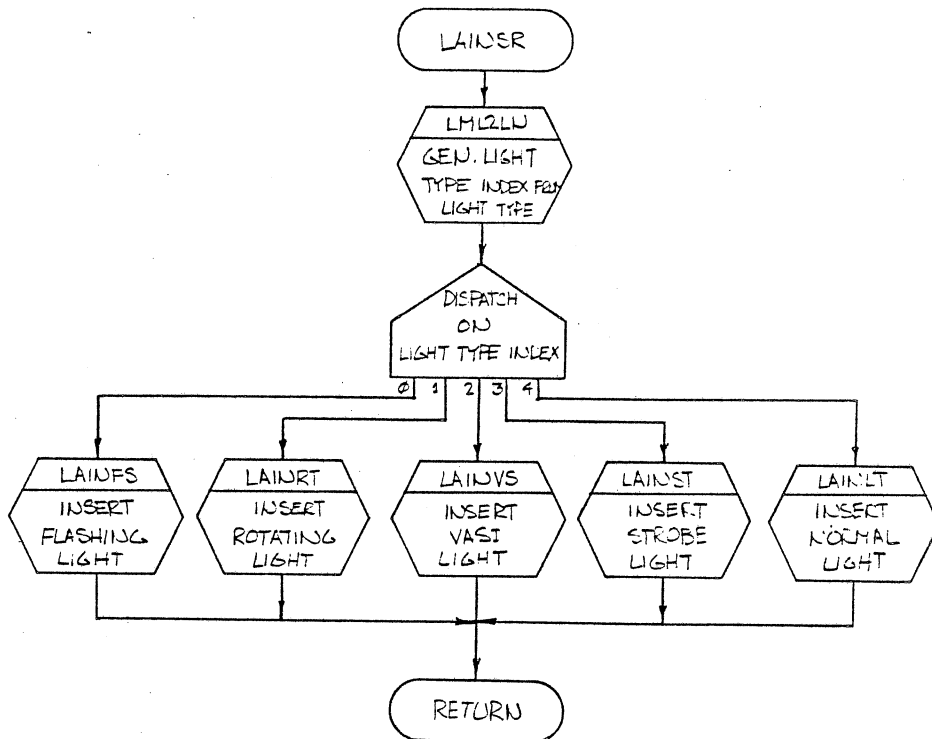 LAINSR
LML2LN
GEN. LIGHT
TYPE INDEX FROM
LIGHT TYPE
DISPATCH
ON
LIGHT TYPE INDEX
0 1 2 3 4
LAINFS
INSERT
FLASHING
LIGHT
LAINRT
INSERT
ROTATING
LIGHT
LAINVS
INSERT
VASI
LIGHT
LAINST
INSERT
STROBE
LIGHT
LAINLT
INSERT
NORMAL
LIGHT
RETURN